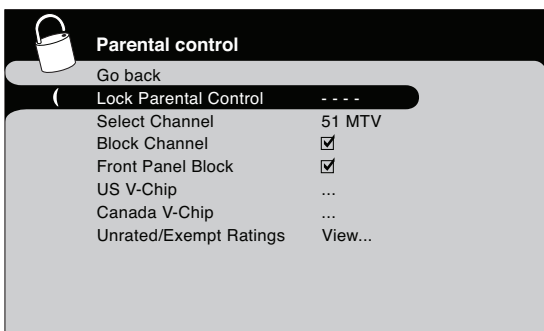 Parental control
Go back
Lock Parental Control - - - -
Select Channel 51 MTV
Block Channel
Front Panel Block
US V-Chip ...
Canada V-Chip ...
Unrated/Exempt Ratings View...